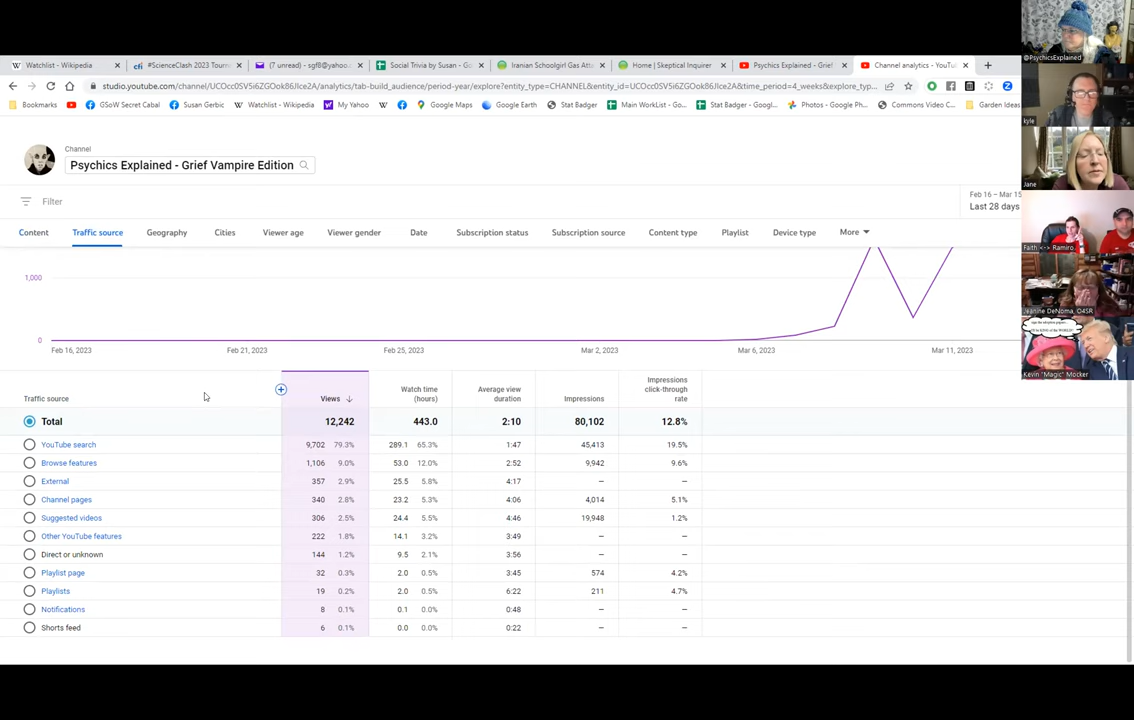 Watchlist - Wikipedia
#ScienceClash 2023 Tourn
(7 unread) - sgf8@yahoo.
Social Trivia by Susan - Go
Iranian Schoolgirl Gas Atta
Home | Skeptical Inquirer
Psychics Explained - Grief
Channel analytics - YouTu
studio.youtube.com/channel/UCOcc0SV5i6ZGOok86JIce2A/analytics/tab-build_audience/period-year/explore?entity_type=CHANNEL&entity_id=UCOcc0SV5i6ZGOok86JIce2A&time_period=4_weeks&explore_typ...
Bookmarks
GSoW Secret Cabal
Susan Gerbic
Watchlist - Wikipedia
My Yahoo
Google Maps
Google Earth
Stat Badger
Main WorkList - Go...
Stat Badger - Googl...
Photos - Google Ph...
Commons Video C...
Garden Ideas
Channel
Psychics Explained - Grief Vampire Edition
Filter
Feb 16 – Mar 15
Last 28 days
Content Traffic source Geography Cities Viewer age Viewer gender Date Subscription status Subscription source Content type Playlist Device type More
1,000
0
Feb 16, 2023 Feb 21, 2023 Feb 25, 2023 Mar 2, 2023 Mar 6, 2023 Mar 11, 2023
Traffic source
Views
Watch time
(hours)
Average view
duration
Impressions
Impressions
click-through
rate
Total 12,242 443.0 2:10 80,102 12.8%
YouTube search 9,702 79.3% 289.1 65.3% 1:47 45,413 19.5%
Browse features 1,106 9.0% 53.0 12.0% 2:52 9,942 9.6%
External 357 2.9% 25.5 5.8% 4:17 — —
Channel pages 340 2.8% 23.2 5.3% 4:06 4,014 5.1%
Suggested videos 306 2.5% 24.4 5.5% 4:46 19,948 1.2%
Other YouTube features 222 1.8% 14.1 3.2% 3:49 — —
Direct or unknown 144 1.2% 9.5 2.1% 3:56 — —
Playlist page 32 0.3% 2.0 0.5% 3:45 574 4.2%
Playlists 19 0.2% 2.0 0.5% 6:22 211 4.7%
Notifications 8 0.1% 0.1 0.0% 0:48 — —
Shorts feed 6 0.1% 0.0 0.0% 0:22 — —
@PsychicsExplained
kyle
Jane
Faith <-> Ramiro
Jeanine DeNoma, O4SR
Kevin "Magic" Mocker